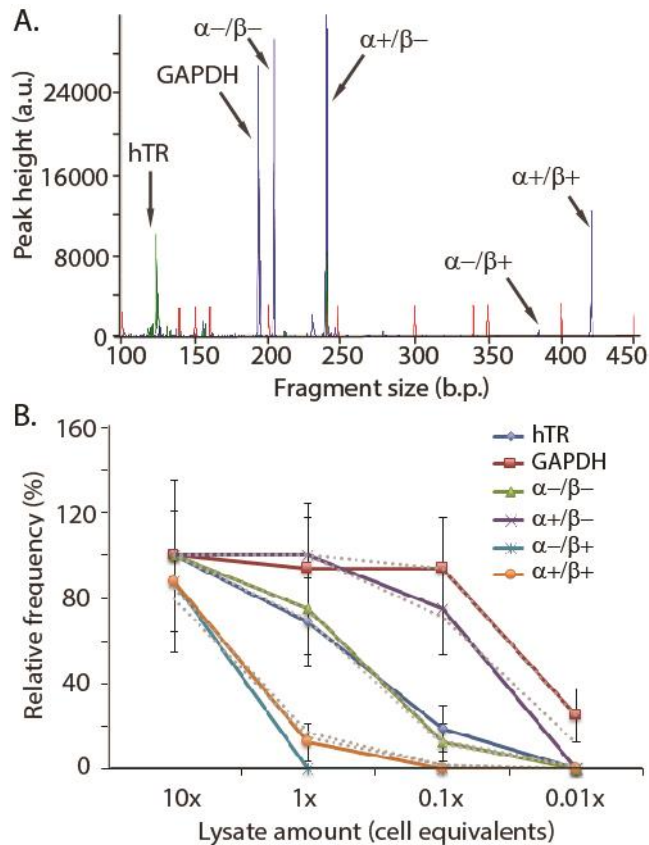 A.
α−/β−
α+/β−
GAPDH
hTR
α+/β+
α−/β+
Peak height (a.u.)
24000
16000
8000
0
100 150 200 250 300 350 400 450
Fragment size (b.p.)
B.
160
120
80
40
0
Relative frequency (%)
hTR
GAPDH
α−/β−
α+/β−
α−/β+
α+/β+
10x 1x 0.1x 0.01x
Lysate amount (cell equivalents)